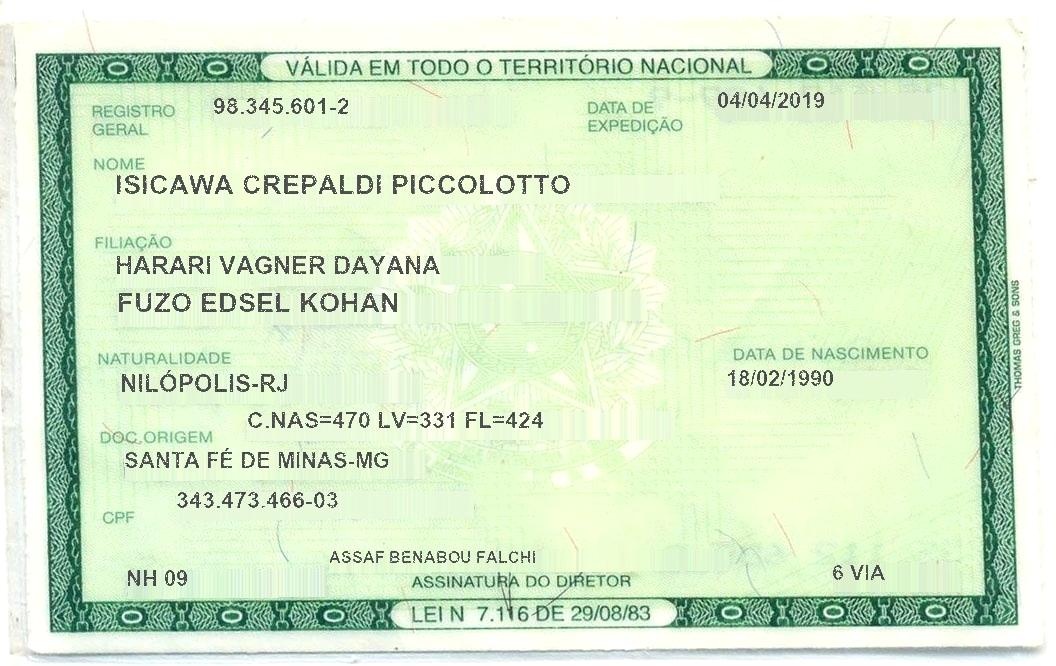 VÁLIDA EM TODO O TERRITÓRIO NACIONAL
REGISTRO GERAL 98.345.601-2 DATA DE EXPEDIÇÃO 04/04/2019
NOME
ISICAWA CREPALDI PICCOLOTTO
FILIAÇÃO
HARARI VAGNER DAYANA
FUZO EDSEL KOHAN
NATURALIDADE DATA DE NASCIMENTO
NILÓPOLIS-RJ 18/02/1990
C.NAS=470 LV=331 FL=424
DOC.ORIGEM
SANTA FÉ DE MINAS-MG
343.473.466-03
CPF
ASSAF BENABOU FALCHI
NH 09 ASSINATURA DO DIRETOR 6 VIA
LEI N 7.116 DE 29/08/83
THOMAS GREG & SONS